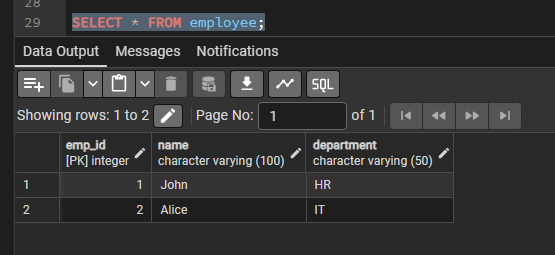 28
29 SELECT * FROM employee;
Data Output Messages Notifications
SQL
Showing rows: 1 to 2 Page No: 1 of 1
emp_id name department
[PK] integer character varying (100) character varying (50)
1 1 John HR
2 2 Alice IT